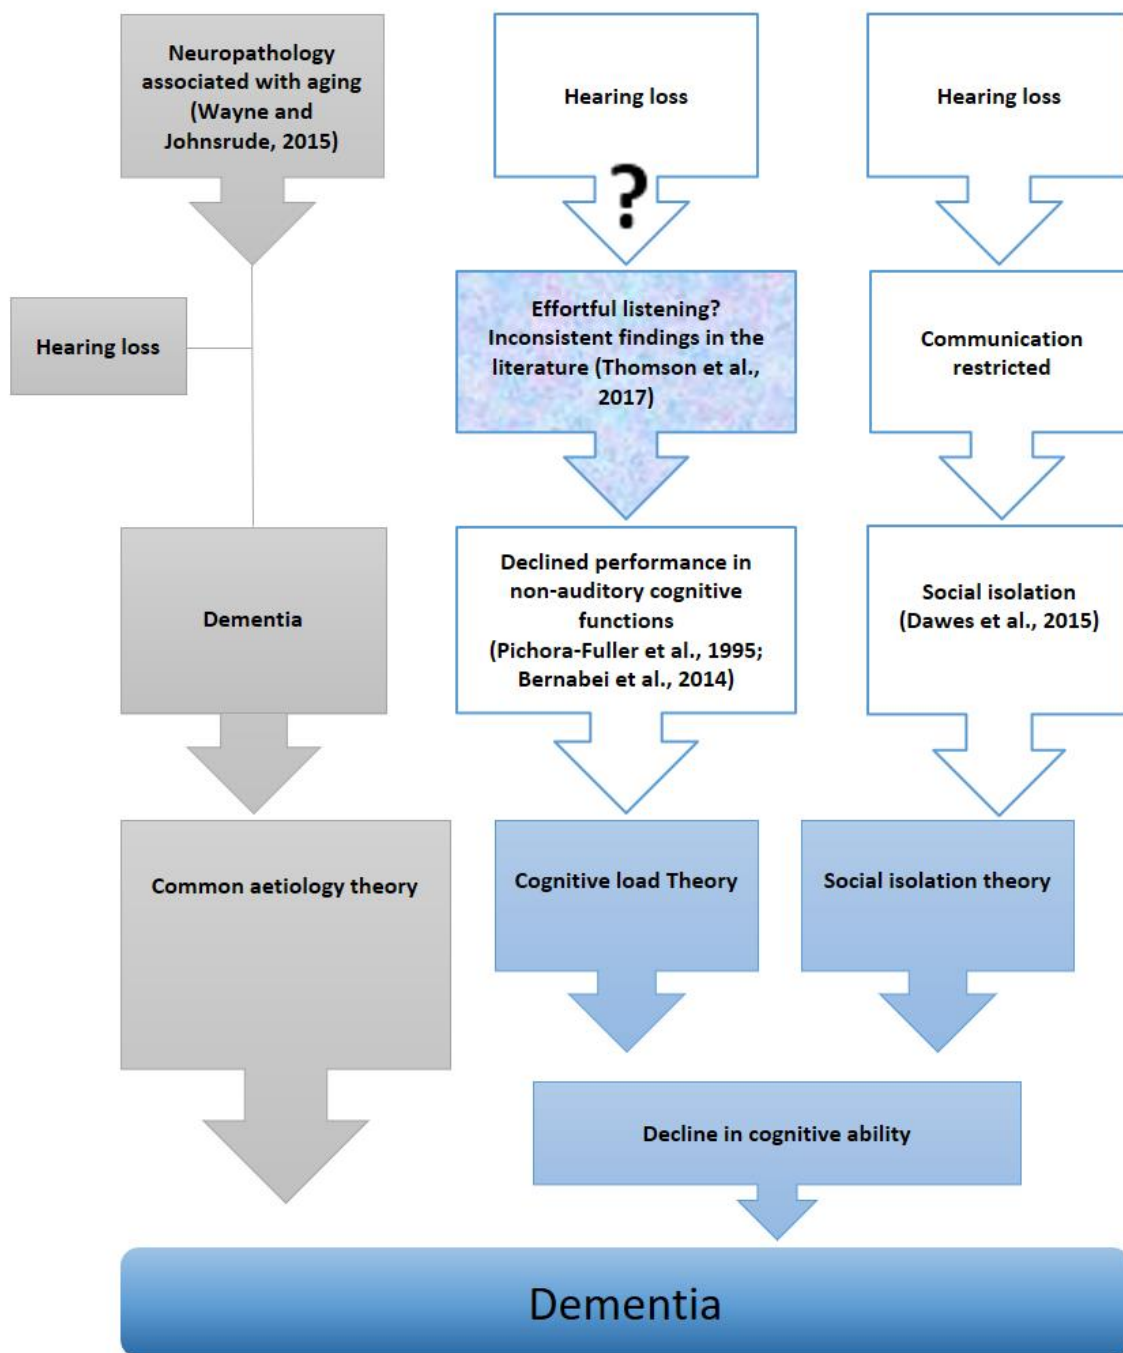 Neuropathology
associated with aging
(Wayne and
Johnsrude, 2015)
Hearing loss
Dementia
Common aetiology theory
Hearing loss
?
Effortful listening?
Inconsistent findings in the
literature (Thomson et al.,
2017)
Declined performance in
non-auditory cognitive
functions
(Pichora-Fuller et al., 1995;
Bernabei et al., 2014)
Cognitive load Theory
Hearing loss
Communication
restricted
Social isolation
(Dawes et al., 2015)
Social isolation theory
Decline in cognitive ability
Dementia